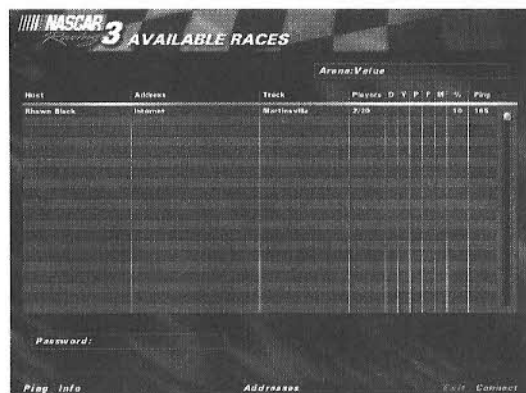 NASCAR Racing 3 AVAILABLE RACES
Arena:Value
Host Address Track Players D Y P F M % Ping
Rhawn Black Internet Martinsville 2/20 10 165
Password:
Ping Info Addresses Exit Connect